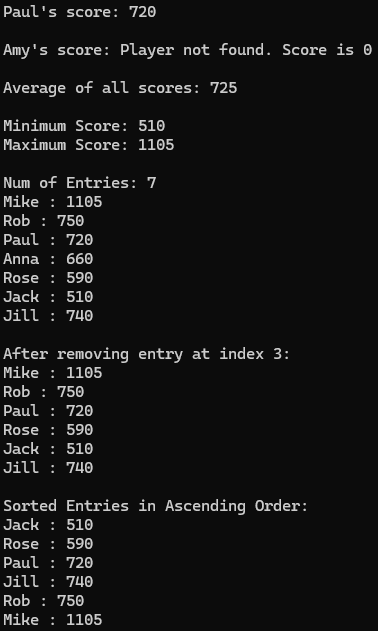 Paul's score: 720
Amy's score: Player not found. Score is 0
Average of all scores: 725
Minimum Score: 510
Maximum Score: 1105
Num of Entries: 7
Mike : 1105
Rob : 750
Paul : 720
Anna : 660
Rose : 590
Jack : 510
Jill : 740
After removing entry at index 3:
Mike : 1105
Rob : 750
Paul : 720
Rose : 590
Jack : 510
Jill : 740
Sorted Entries in Ascending Order:
Jack : 510
Rose : 590
Paul : 720
Jill : 740
Rob : 750
Mike : 1105